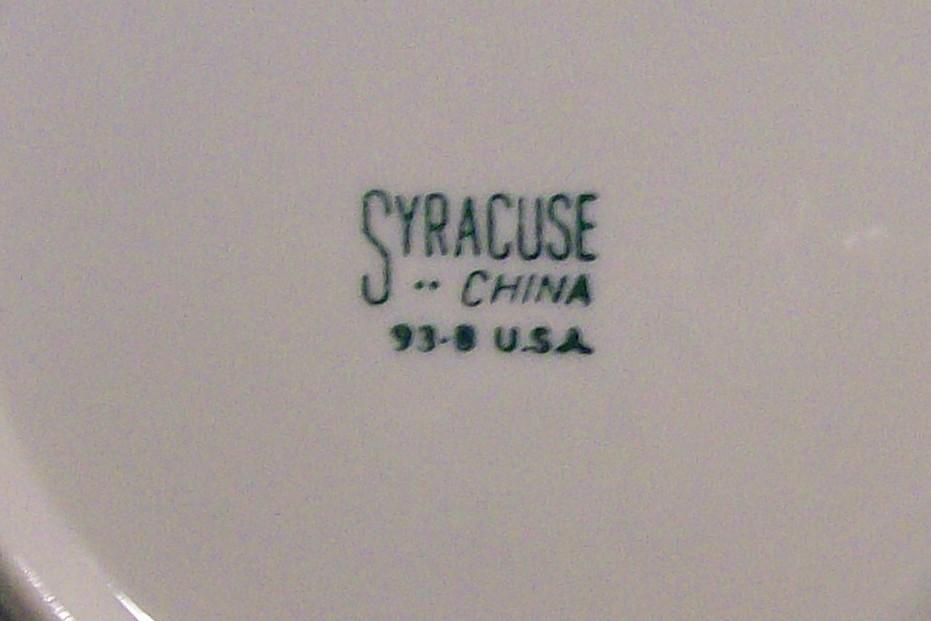 SYRACUSE
·· CHINA
93-B U.S.A